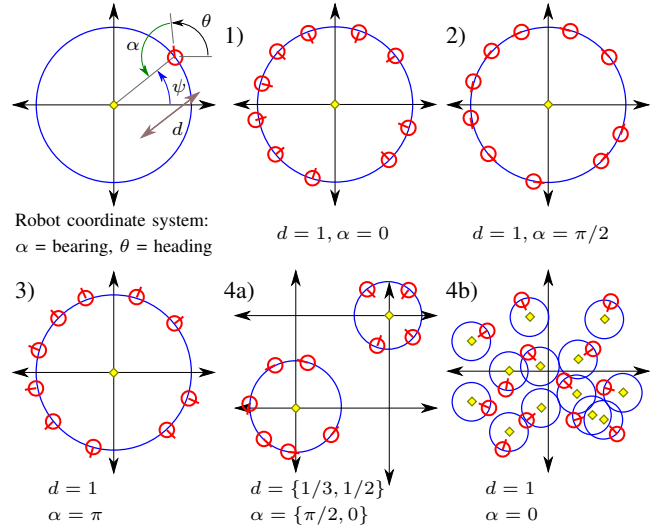 α
θ
ψ
d
Robot coordinate system:
α = bearing, θ = heading
1)
d = 1, α = 0
2)
d = 1, α = π/2
3)
d = 1
α = π
4a)
d = {1/3, 1/2}
α = {π/2, 0}
4b)
d = 1
α = 0